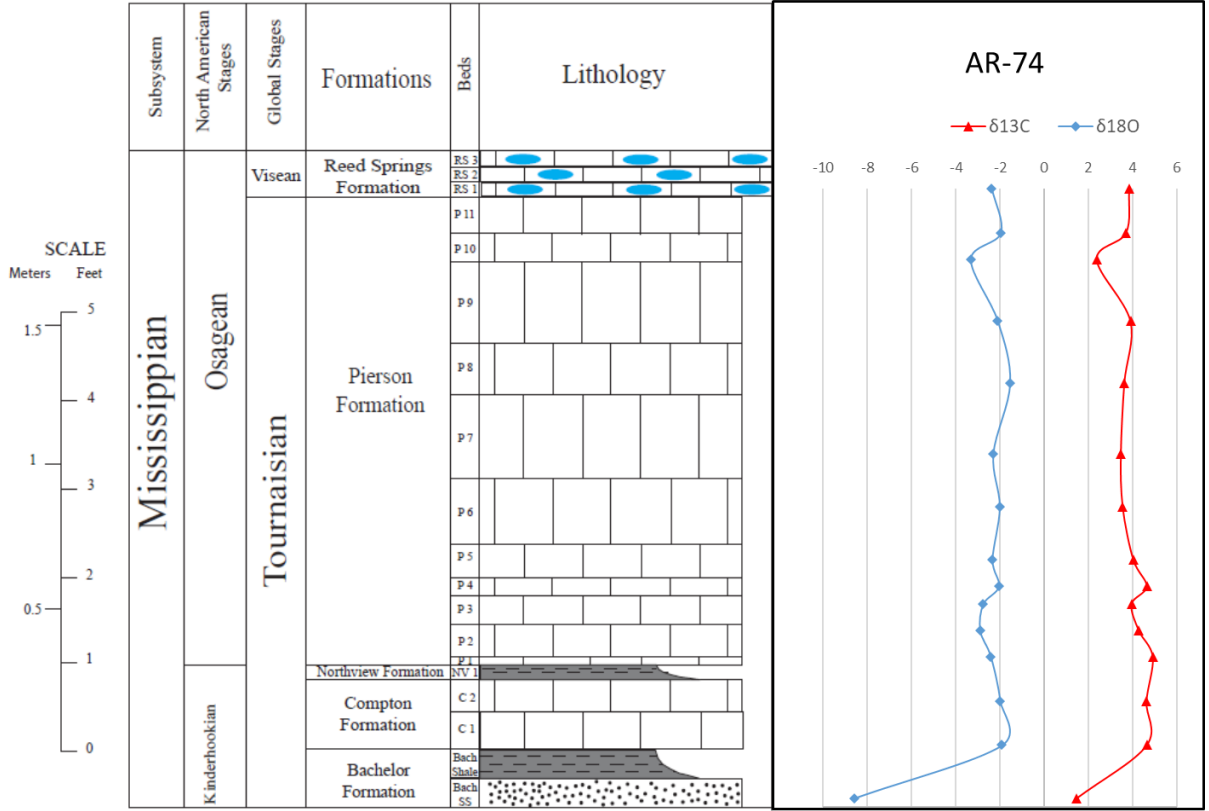 Subsystem
North American
Stages
Global Stages
Formations
Beds
Lithology
AR-74
δ13C
δ18O
-10
-8
-6
-4
-2
0
2
4
6
SCALE
Meters
Feet
5
1.5
4
1
3
2
0.5
1
0
Mississippian
Osagean
Kinderhookian
Visean
Tournaisian
Reed Springs
Formation
Pierson
Formation
Northview Formation
Compton
Formation
Bachelor
Formation
RS 3
RS 2
RS 1
P 11
P 10
P 9
P 8
P 7
P 6
P 5
P 4
P 3
P 2
P 1
NV 1
C 2
C 1
Bach
Shale
Bach
SS